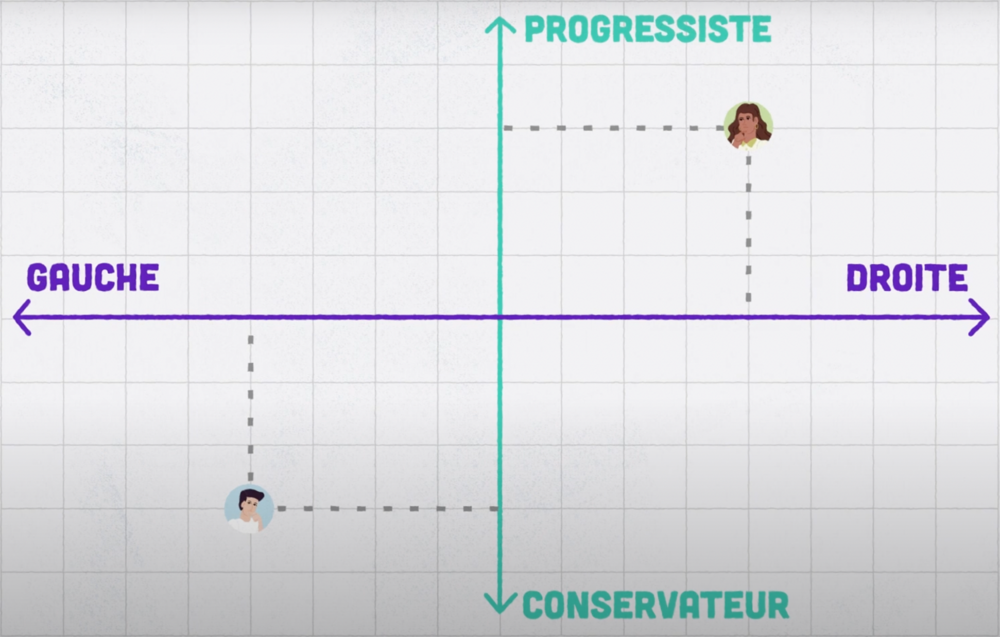 PROGRESSISTE
GAUCHE
DROITE
CONSERVATEUR